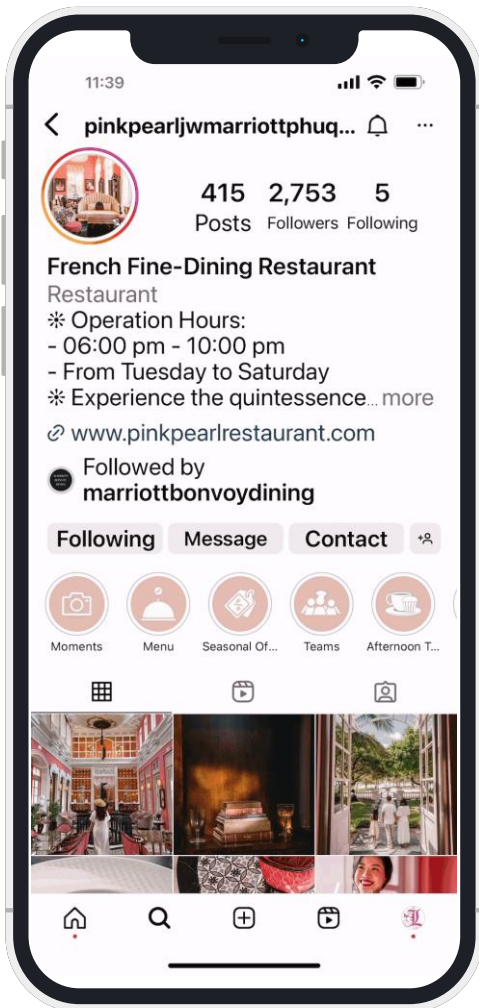 11:39
pinkpearljwmarriottphuq...
415 2,753 5
Posts Followers Following
French Fine-Dining Restaurant
Restaurant
☼ Operation Hours:
- 06:00 pm - 10:00 pm
- From Tuesday to Saturday
☼ Experience the quintessence... more
www.pinkpearlrestaurant.com
Followed by
marriottbonvoydining
Following Message Contact
Moments Menu Seasonal Of... Teams Afternoon T...